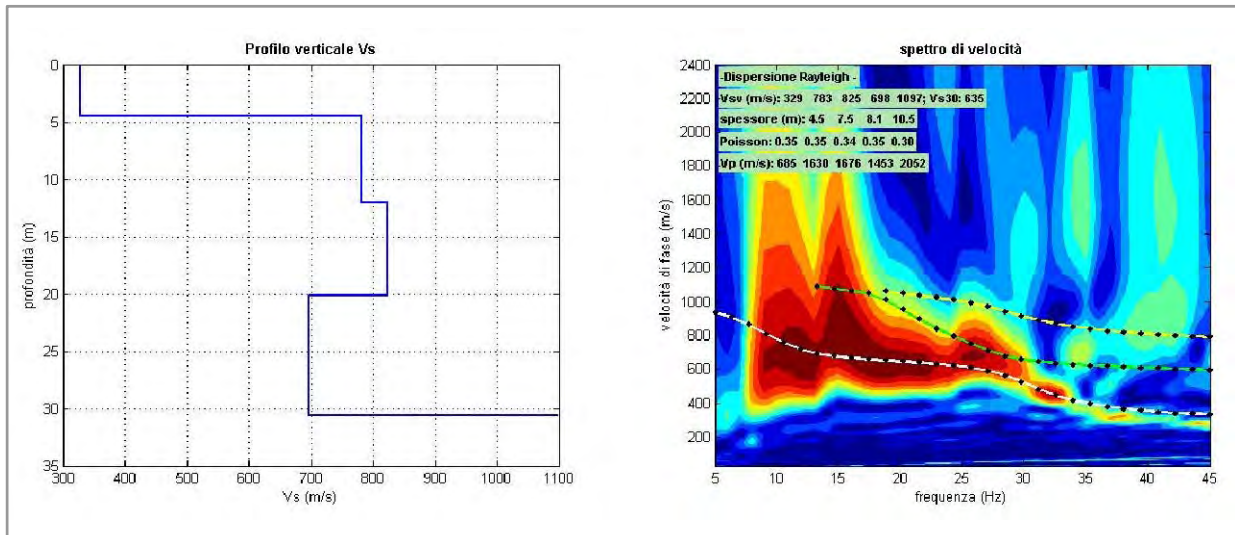 Profilo verticale Vs
0
5
10
15
20
25
30
35
profondità (m)
300 400 500 600 700 800 900 1000 1100
Vs (m/s)
spettro di velocità
-Dispersione Rayleigh -
Vsv (m/s): 329 783 825 698 1097; Vs30: 635
spessore (m): 4.5 7.5 8.1 10.5
Poisson: 0.35 0.35 0.34 0.35 0.30
Vp (m/s): 685 1630 1676 1453 2052
2400
2200
2000
1800
1600
1400
1200
1000
800
600
400
200
velocità di fase (m/s)
5 10 15 20 25 30 35 40 45
frequenza (Hz)